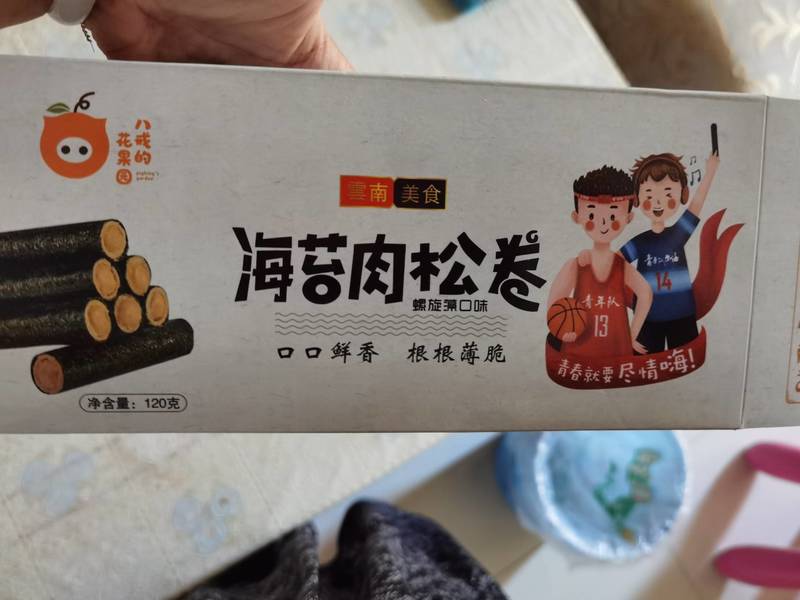 八戒的
花果园
雲南美食
海苔肉松卷
螺旋藻口味
口口鲜香 根根薄脆
净含量：120克
青年队
13
14
青春就要尽情嗨!